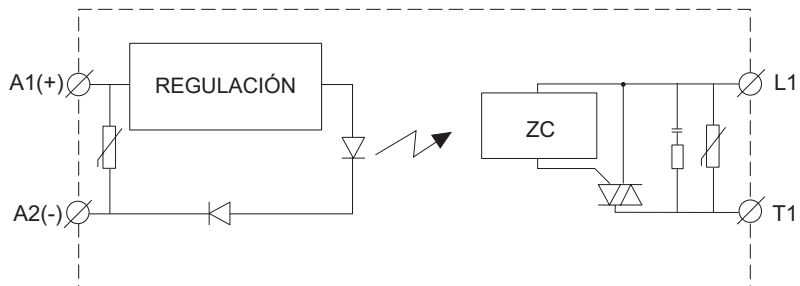 A1(+)
REGULACIÓN
L1
ZC
A2(-)
T1